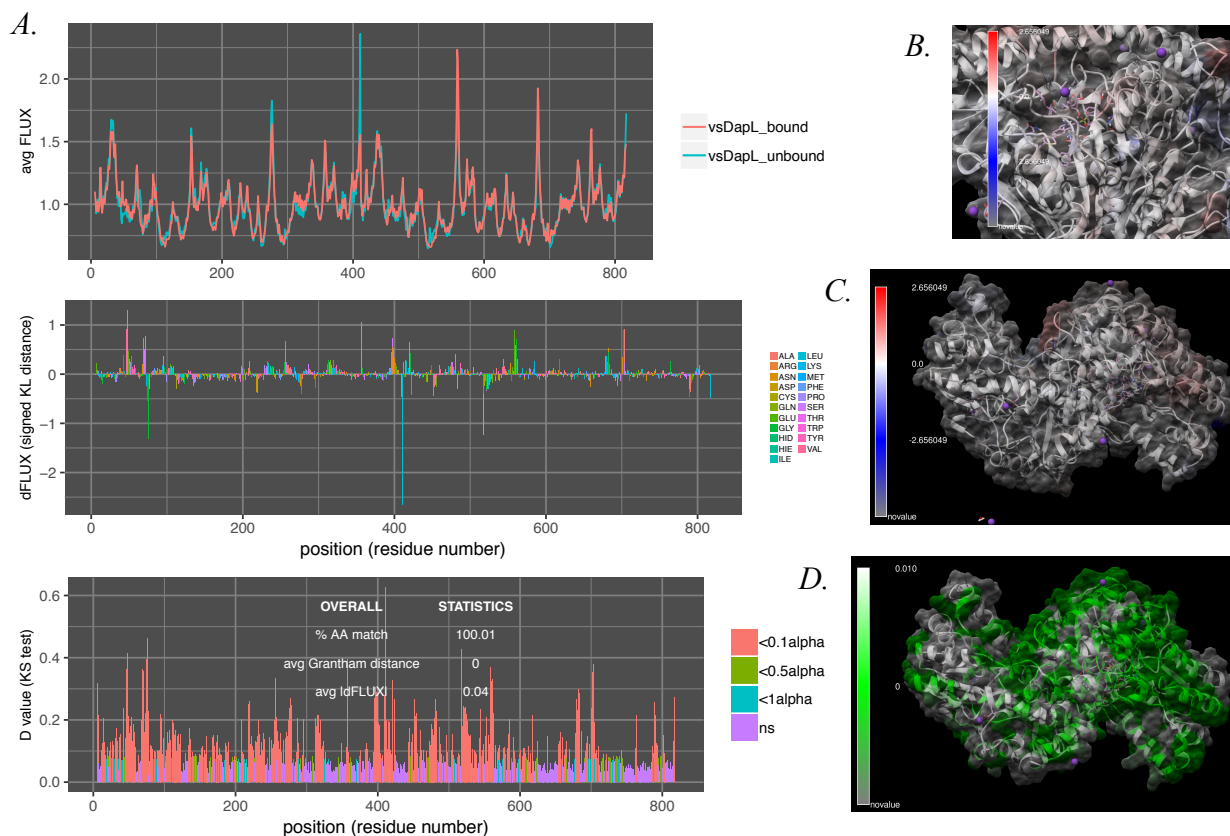 A.
2.0
1.5
1.0
avg FLUX
0
200
400
600
800
vsDapL_bound
vsDapL_unbound
1
0
−1
−2
dFLUX (signed KL distance)
0
200
400
600
800
position (residue number)
ALA
ARG
ASN
ASP
CYS
GLN
GLU
GLY
HID
HIE
ILE
LEU
LYS
MET
PHE
PRO
SER
THR
TRP
TYR
VAL
0.6
0.4
0.2
0.0
D value (KS test)
OVERALL STATISTICS
% AA match 100.01
avg Grantham distance 0
avg |dFLUX| 0.04
0
200
400
600
800
position (residue number)
<0.1alpha
<0.5alpha
<1alpha
ns
B.
2.656049
2.656049
novalue
C.
2.656049
0.0
-2.656049
novalue
D.
0.010
0
novalue